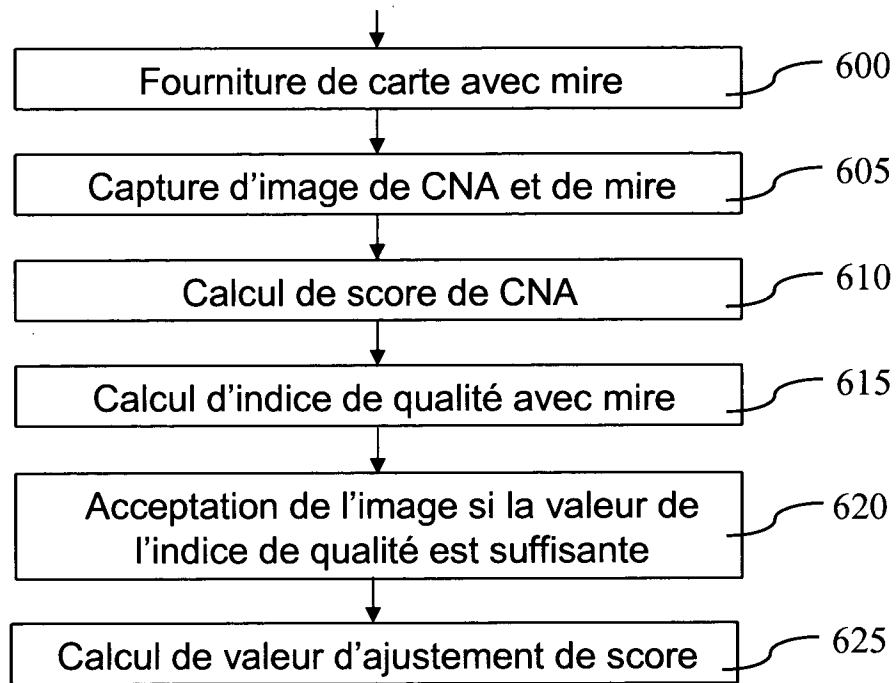 Fourniture de carte avec mire
600
Capture d'image de CNA et de mire
605
Calcul de score de CNA
610
Calcul d'indice de qualité avec mire
615
Acceptation de l'image si la valeur de
l'indice de qualité est suffisante
620
Calcul de valeur d'ajustement de score
625